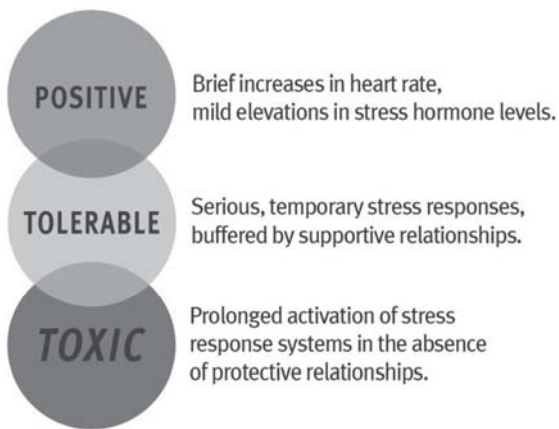 POSITIVE
Brief increases in heart rate,
mild elevations in stress hormone levels.
TOLERABLE
Serious, temporary stress responses,
buffered by supportive relationships.
TOXIC
Prolonged activation of stress
response systems in the absence
of protective relationships.